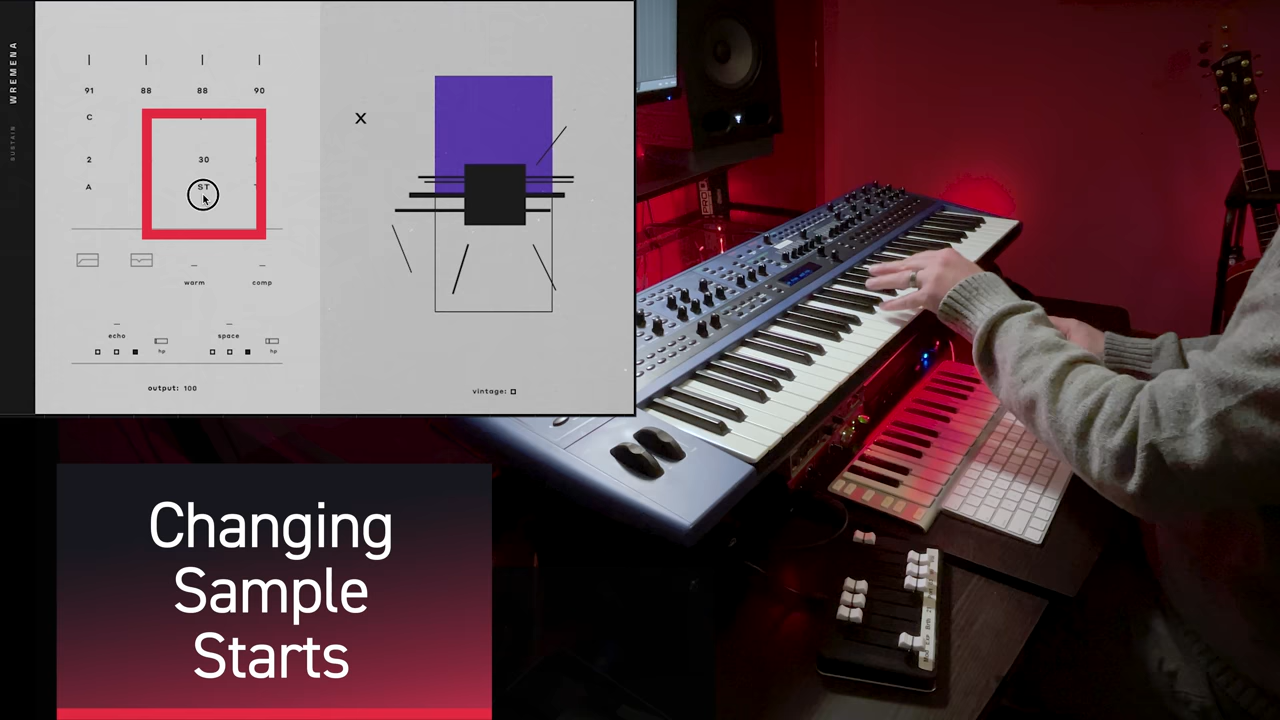 WREMENA
SUSTAIN
91 88 88 90
C
2 30
A ST
warm comp
echo space
hp hp
output: 100
X
vintage:
Changing
Sample
Starts